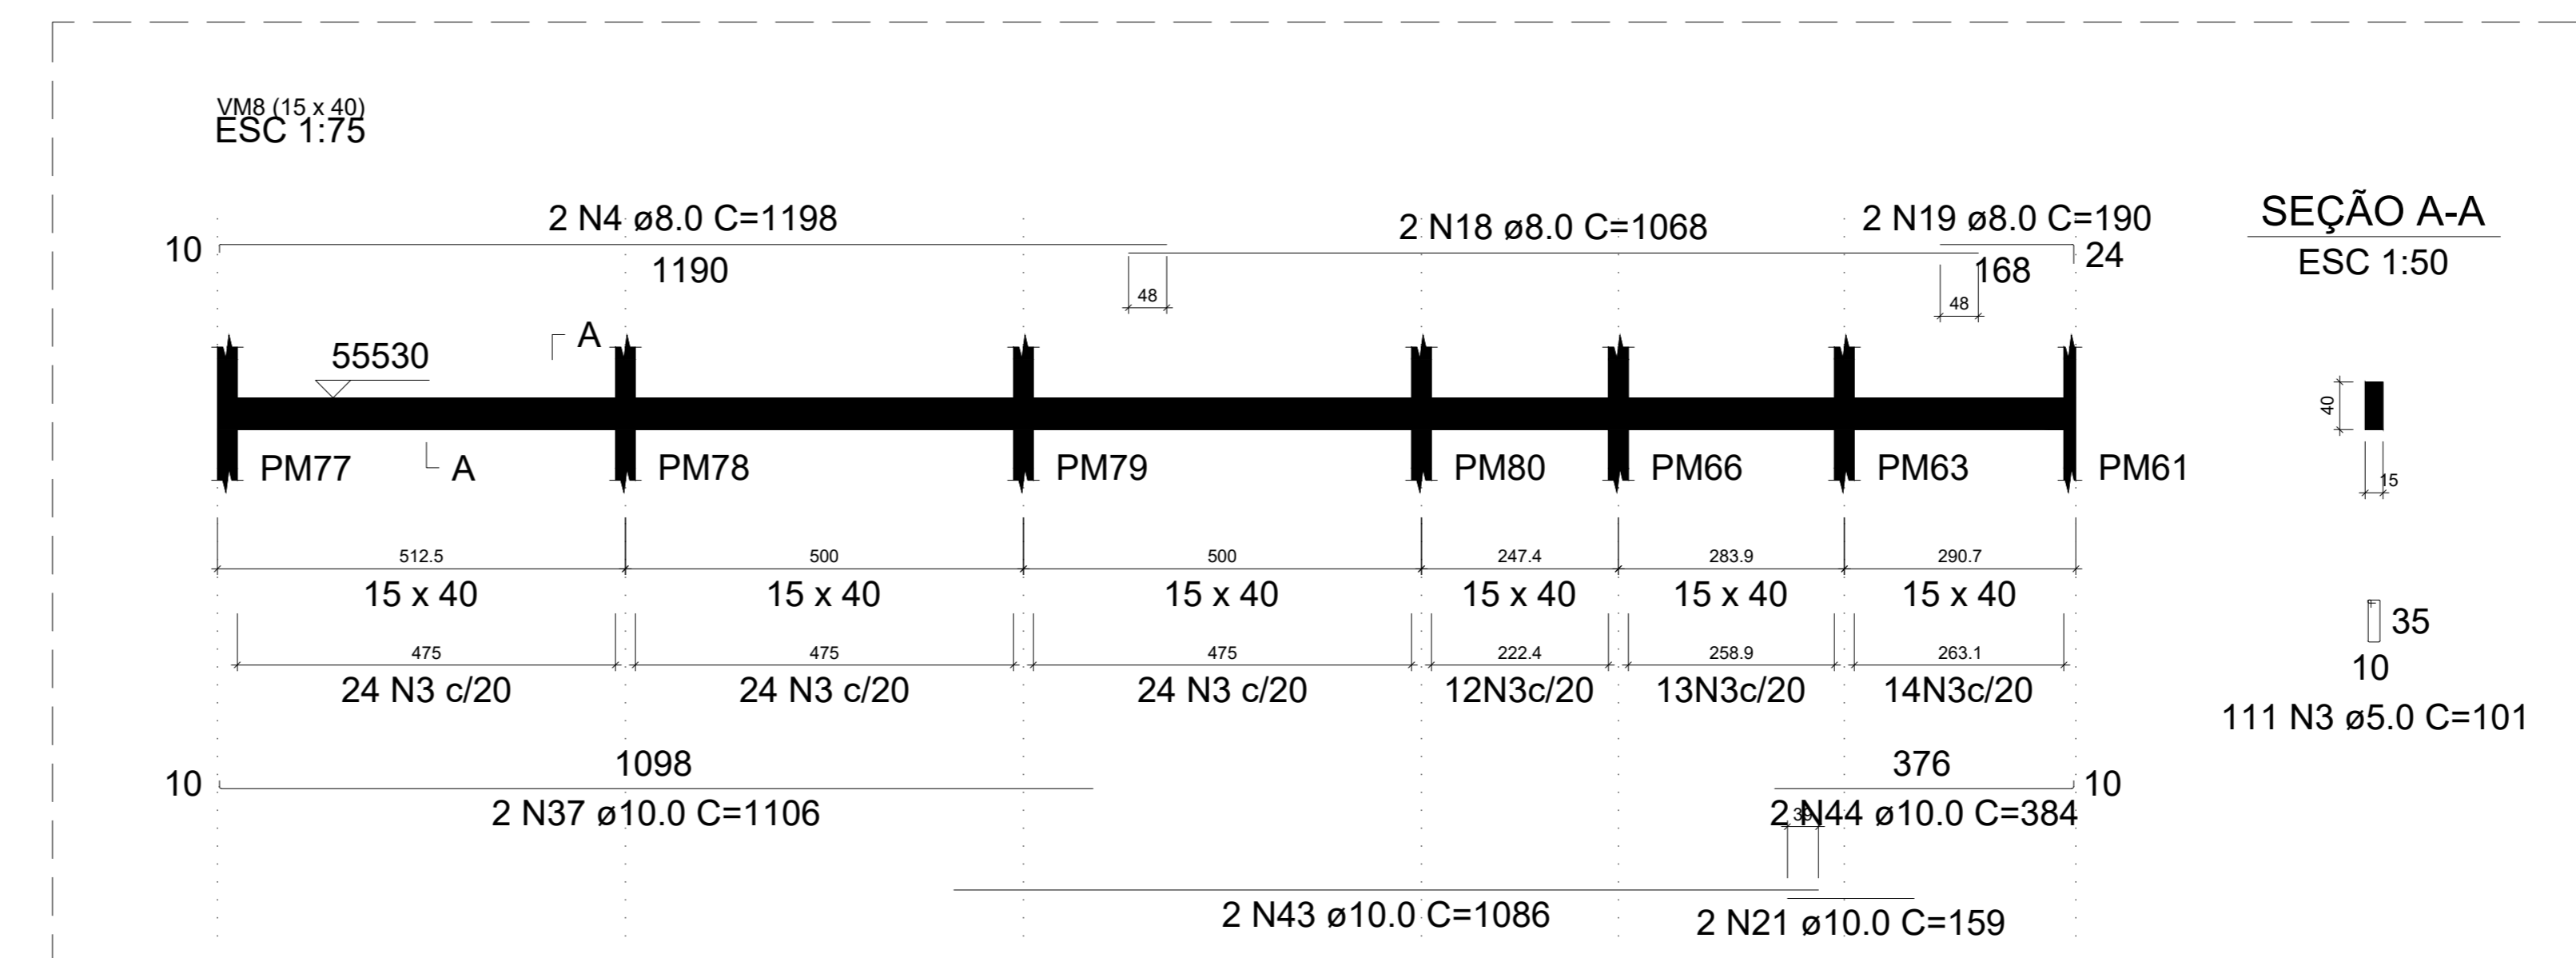 VM8 (15 x 40)
ESC 1:75
2 N4 ø8.0 C=1198
2 N18 ø8.0 C=1068
2 N19 ø8.0 C=190
SEÇÃO A-A
10
1190
168
24
ESC 1:50
48
48
A
55530
40
PM77
A
PM78
PM79
PM80
PM66
PM63
PM61
15
512.5
500
500
247.4
283.9
290.7
15 x 40
15 x 40
15 x 40
15 x 40
15 x 40
15 x 40
35
475
475
475
222.4
258.9
263.1
10
24 N3 c/20
24 N3 c/20
24 N3 c/20
12N3c/20
13N3c/20
14N3c/20
111 N3 ø5.0 C=101
1098
376
10
10
2 N37 ø10.0 C=1106
2 N44 ø10.0 C=384
39
2 N43 ø10.0 C=1086
2 N21 ø10.0 C=159